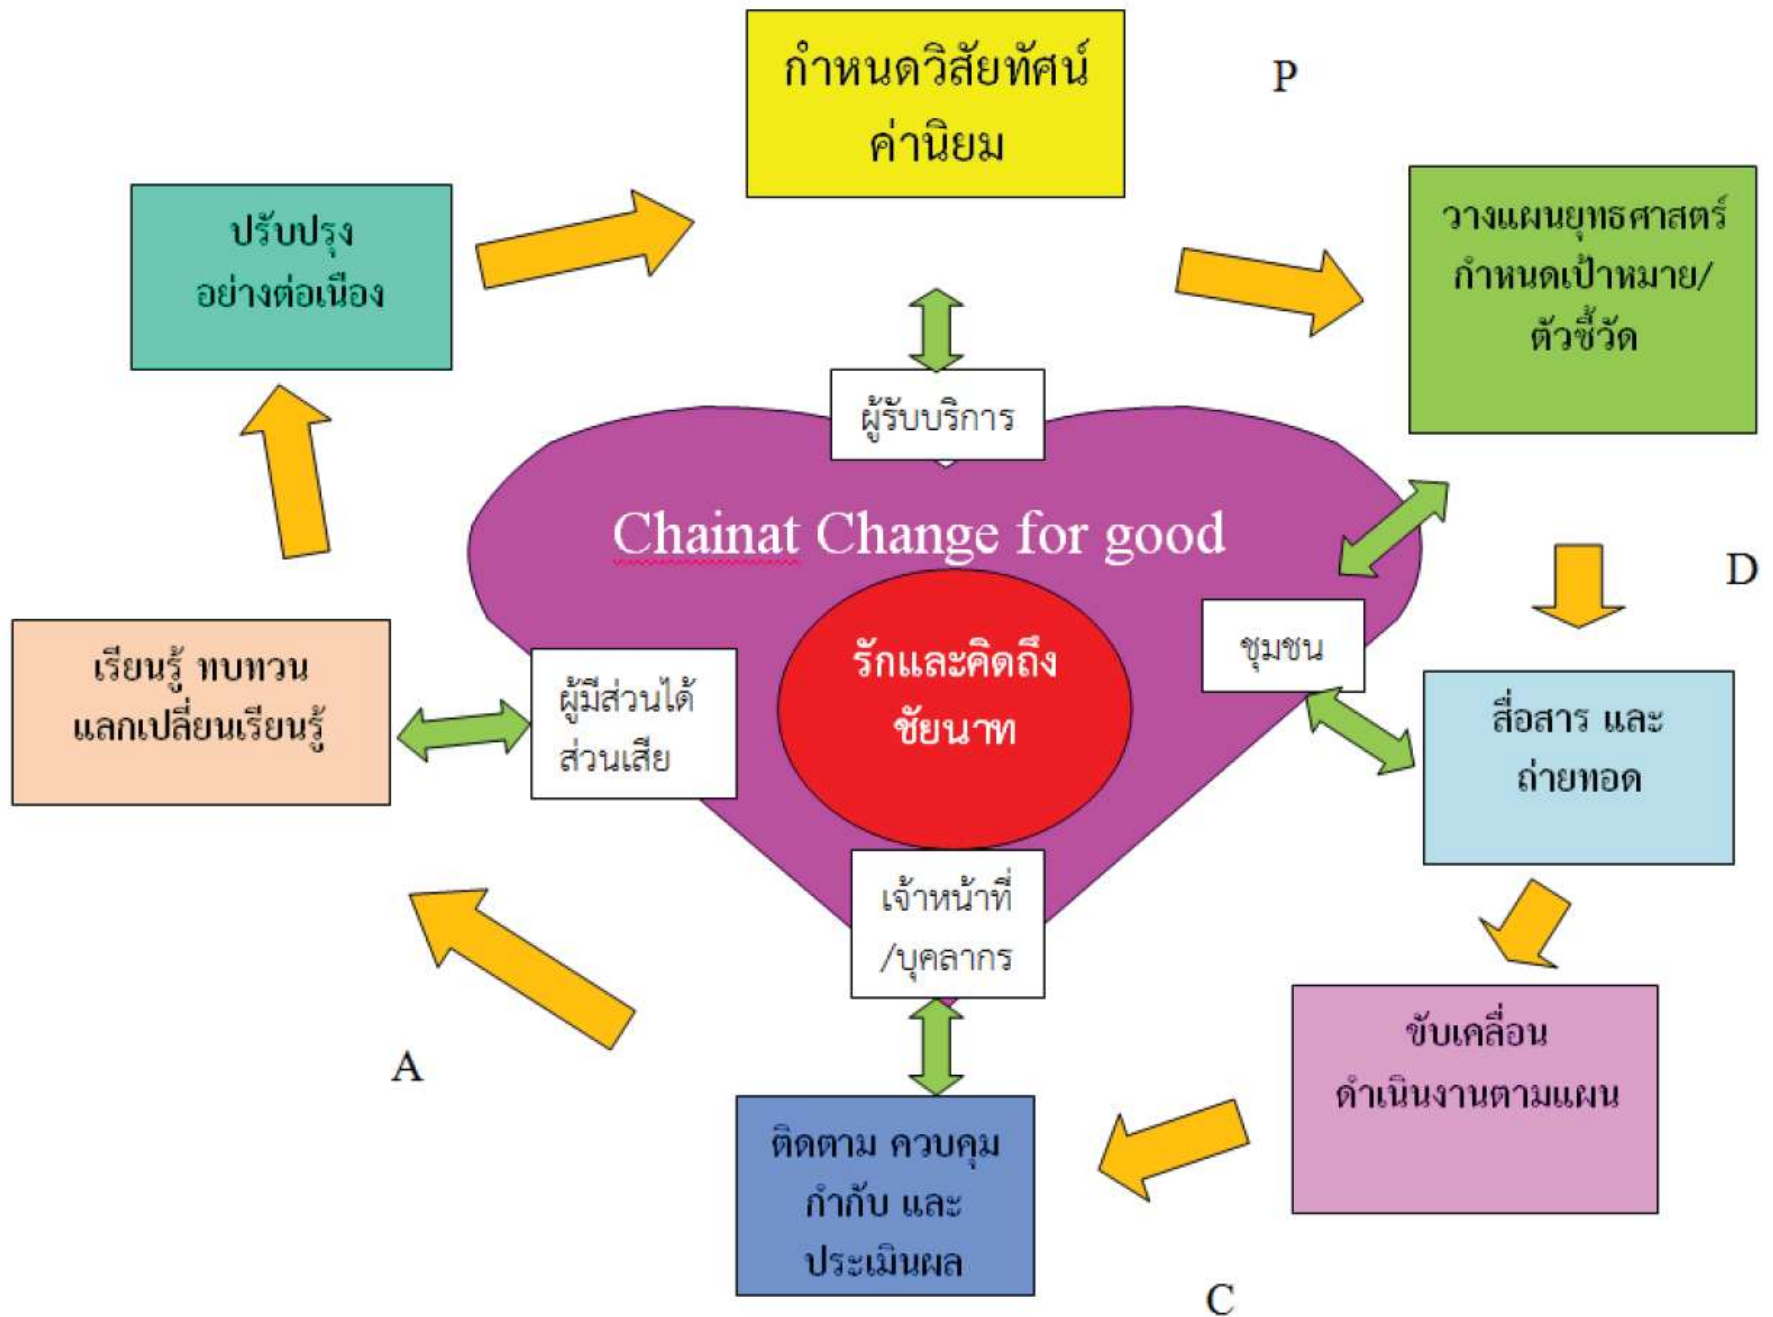 กำหนดวิสัยทัศน์
ค่านิยม
P
วางแผนยุทธศาสตร์
กำหนดเป้าหมาย/
ตัวชี้วัด
D
สื่อสาร และ
ถ่ายทอด
ขับเคลื่อน
ดำเนินงานตามแผน
C
ติดตาม ควบคุม
กำกับ และ
ประเมินผล
A
เรียนรู้ ทบทวน
แลกเปลี่ยนเรียนรู้
ปรับปรุง
อย่างต่อเนือง
ผู้รับบริการ
Chainat Change for good
รักและคิดถึง
ชัยนาท
ชุมชน
ผู้มีส่วนได้
ส่วนเสีย
เจ้าหน้าที่
/บุคลากร